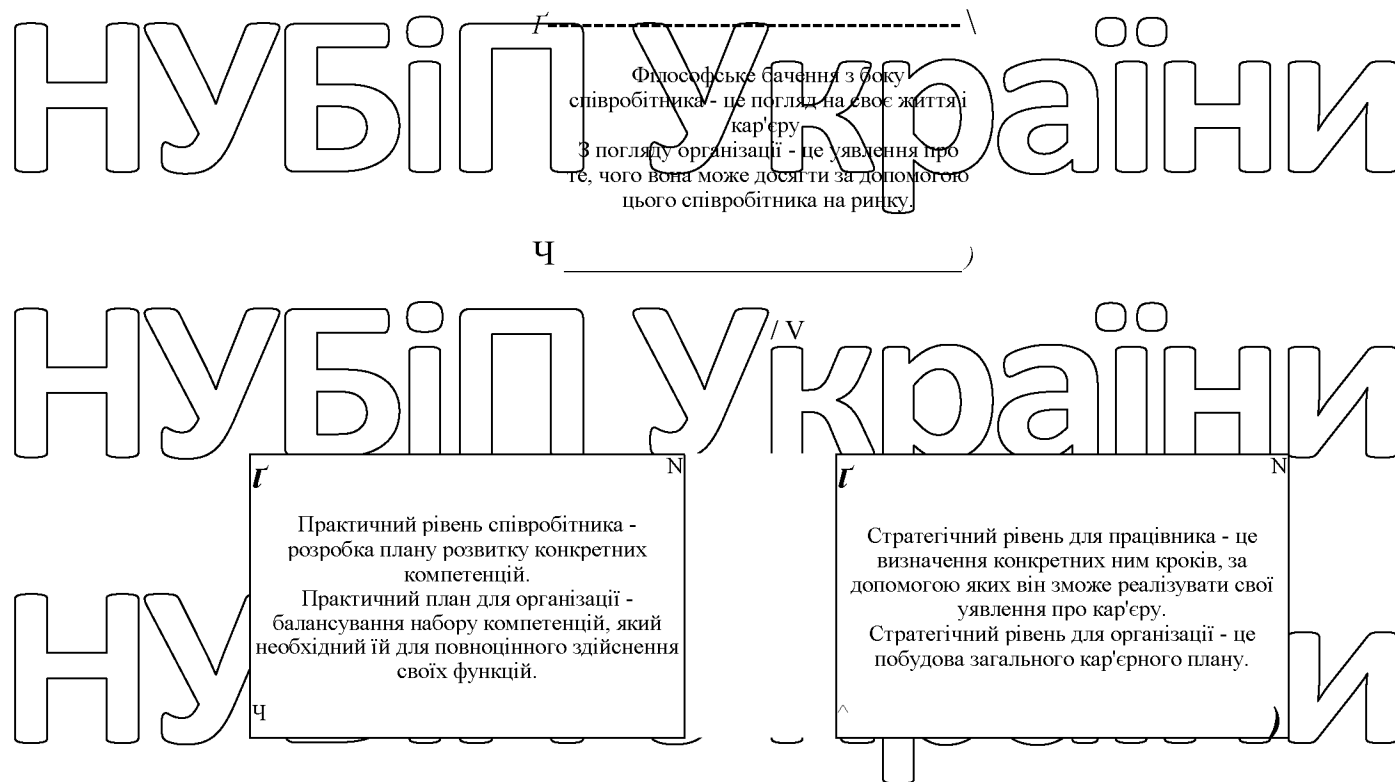 НУБіП України
Філософське бачення з боку
співробітника - це погляд на своє життя і
кар'єру
З погляду організації - це уявлення про
те, чого вона може досягти за допомогою
цього співробітника на ринку.
Ч
НУБіП України
/ V
Ґ N
Практичний рівень співробітника -
розробка плану розвитку конкретних
компетенцій.
Практичний план для організації -
балансування набору компетенцій, який
необхідний їй для повноцінного здійснення
своїх функцій.
Ч
Ґ N
Стратегічний рівень для працівника - це
визначення конкретних ним кроків, за
допомогою яких він зможе реалізувати свої
уявлення про кар'єру.
Стратегічний рівень для організації - це
побудова загального кар'єрного плану.
^ )